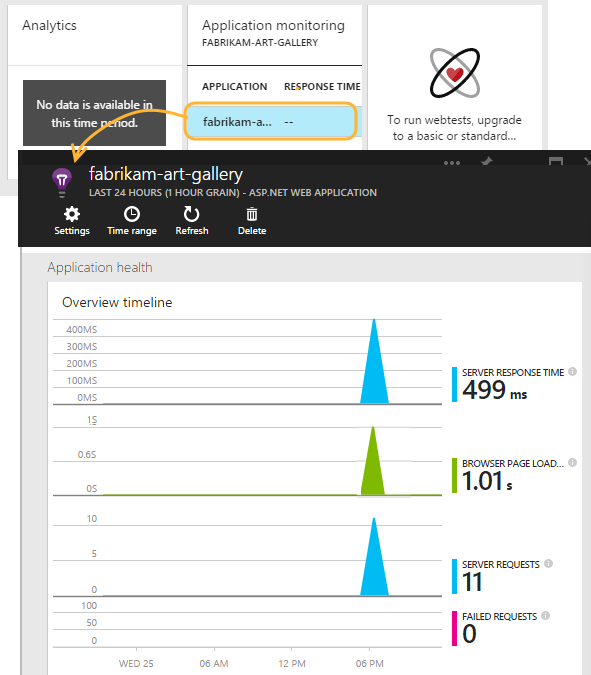 Analytics
No data is available in
this time period.
Application monitoring
FABRIKAM-ART-GALLERY
APPLICATION RESPONSE TIME
fabrikam-a... --
To run webtests, upgrade
to a basic or standard...
fabrikam-art-gallery
LAST 24 HOURS (1 HOUR GRAIN) - ASP.NET WEB APPLICATION
Settings Time range Refresh Delete
Application health
Overview timeline
400MS
300MS
200MS
100MS
0MS
SERVER RESPONSE TIME
499 ms
1S
0.6S
0S
BROWSER PAGE LOAD...
1.01 s
10
5
0
SERVER REQUESTS
11
100
50
0
FAILED REQUESTS
0
WED 25 06 AM 12 PM 06 PM